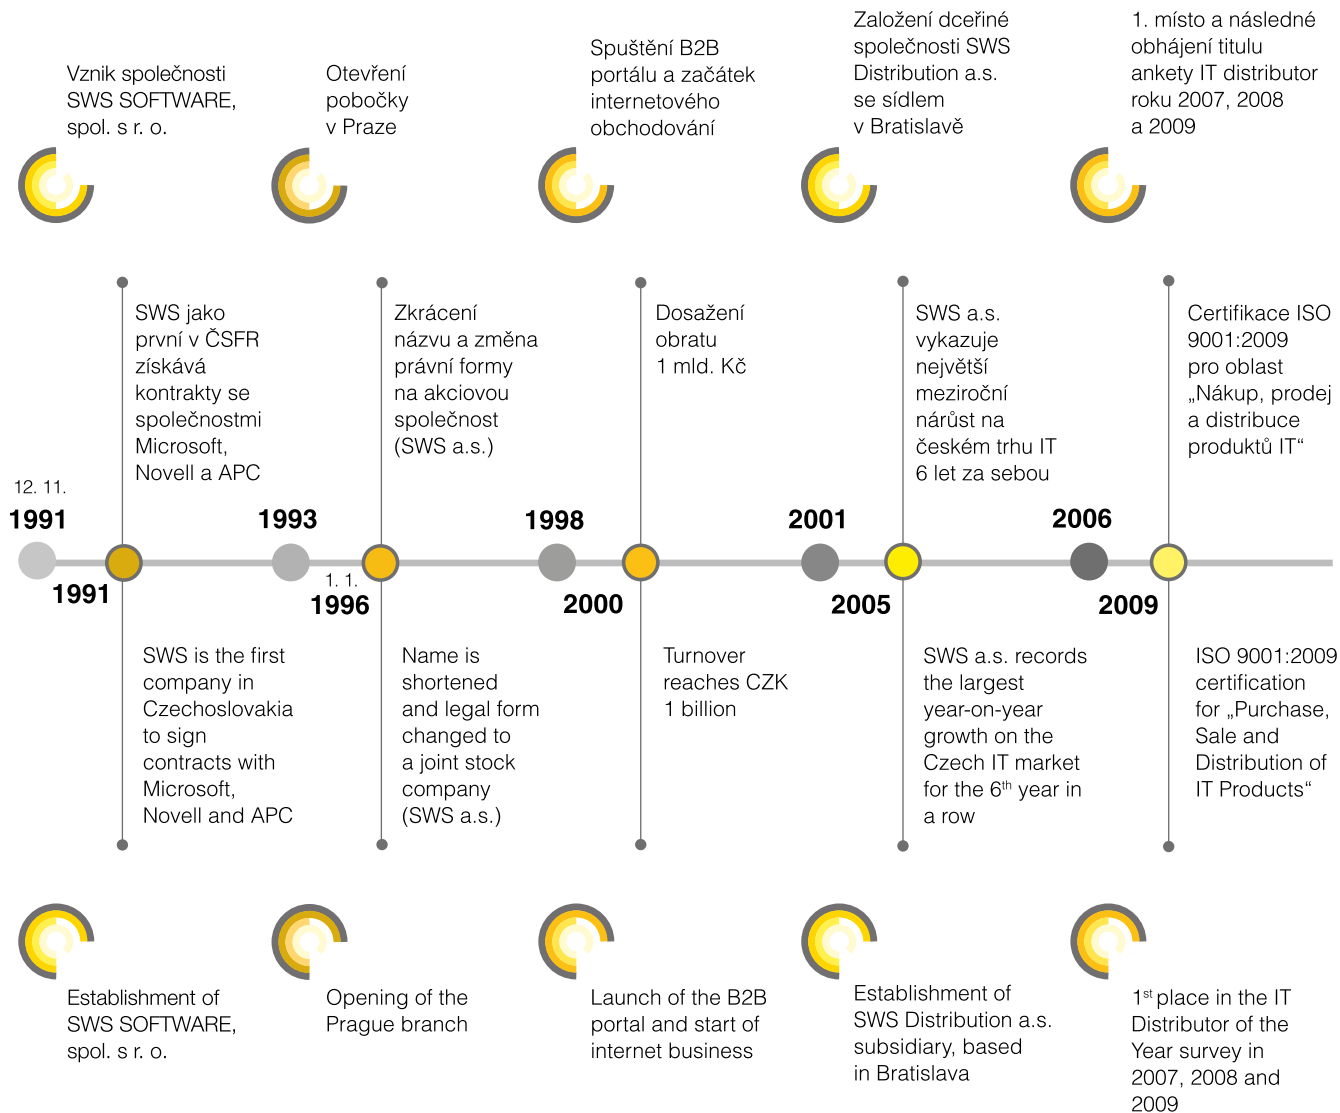 Vznik společnosti
SWS SOFTWARE,
spol. s r. o.
Otevření
pobočky
v Praze
Spuštění B2B
portálu a začátek
internetového
obchodování
Založení dceřiné
společnosti SWS
Distribution a.s.
se sídlem
v Bratislavě
1. místo a následné
obhájení titulu
ankety IT distributor
roku 2007, 2008
a 2009
SWS jako
první v ČSFR
získává
kontrakty se
společnostmi
Microsoft,
Novell a APC
Zkrácení
názvu a změna
právní formy
na akciovou
společnost
(SWS a.s.)
Dosažení
obratu
1 mld. Kč
SWS a.s.
vykazuje
největší
meziroční
nárůst na
českém trhu IT
6 let za sebou
Certifikace ISO
9001:2009
pro oblast
„Nákup, prodej
a distribuce
produktů IT“
12. 11.
1991
1993
1998
2001
2006
1991
1. 1.
1996
2000
2005
2009
SWS is the first
company in
Czechoslovakia
to sign
contracts with
Microsoft,
Novell and APC
Name is
shortened
and legal form
changed to
a joint stock
company
(SWS a.s.)
Turnover
reaches CZK
1 billion
SWS a.s. records
the largest
year-on-year
growth on the
Czech IT market
for the 6th year in
a row
ISO 9001:2009
certification
for „Purchase,
Sale and
Distribution of
IT Products“
Establishment of
SWS SOFTWARE,
spol. s r. o.
Opening of the
Prague branch
Launch of the B2B
portal and start of
internet business
Establishment of
SWS Distribution a.s.
subsidiary, based
in Bratislava
1st place in the IT
Distributor of the
Year survey in
2007, 2008 and
2009